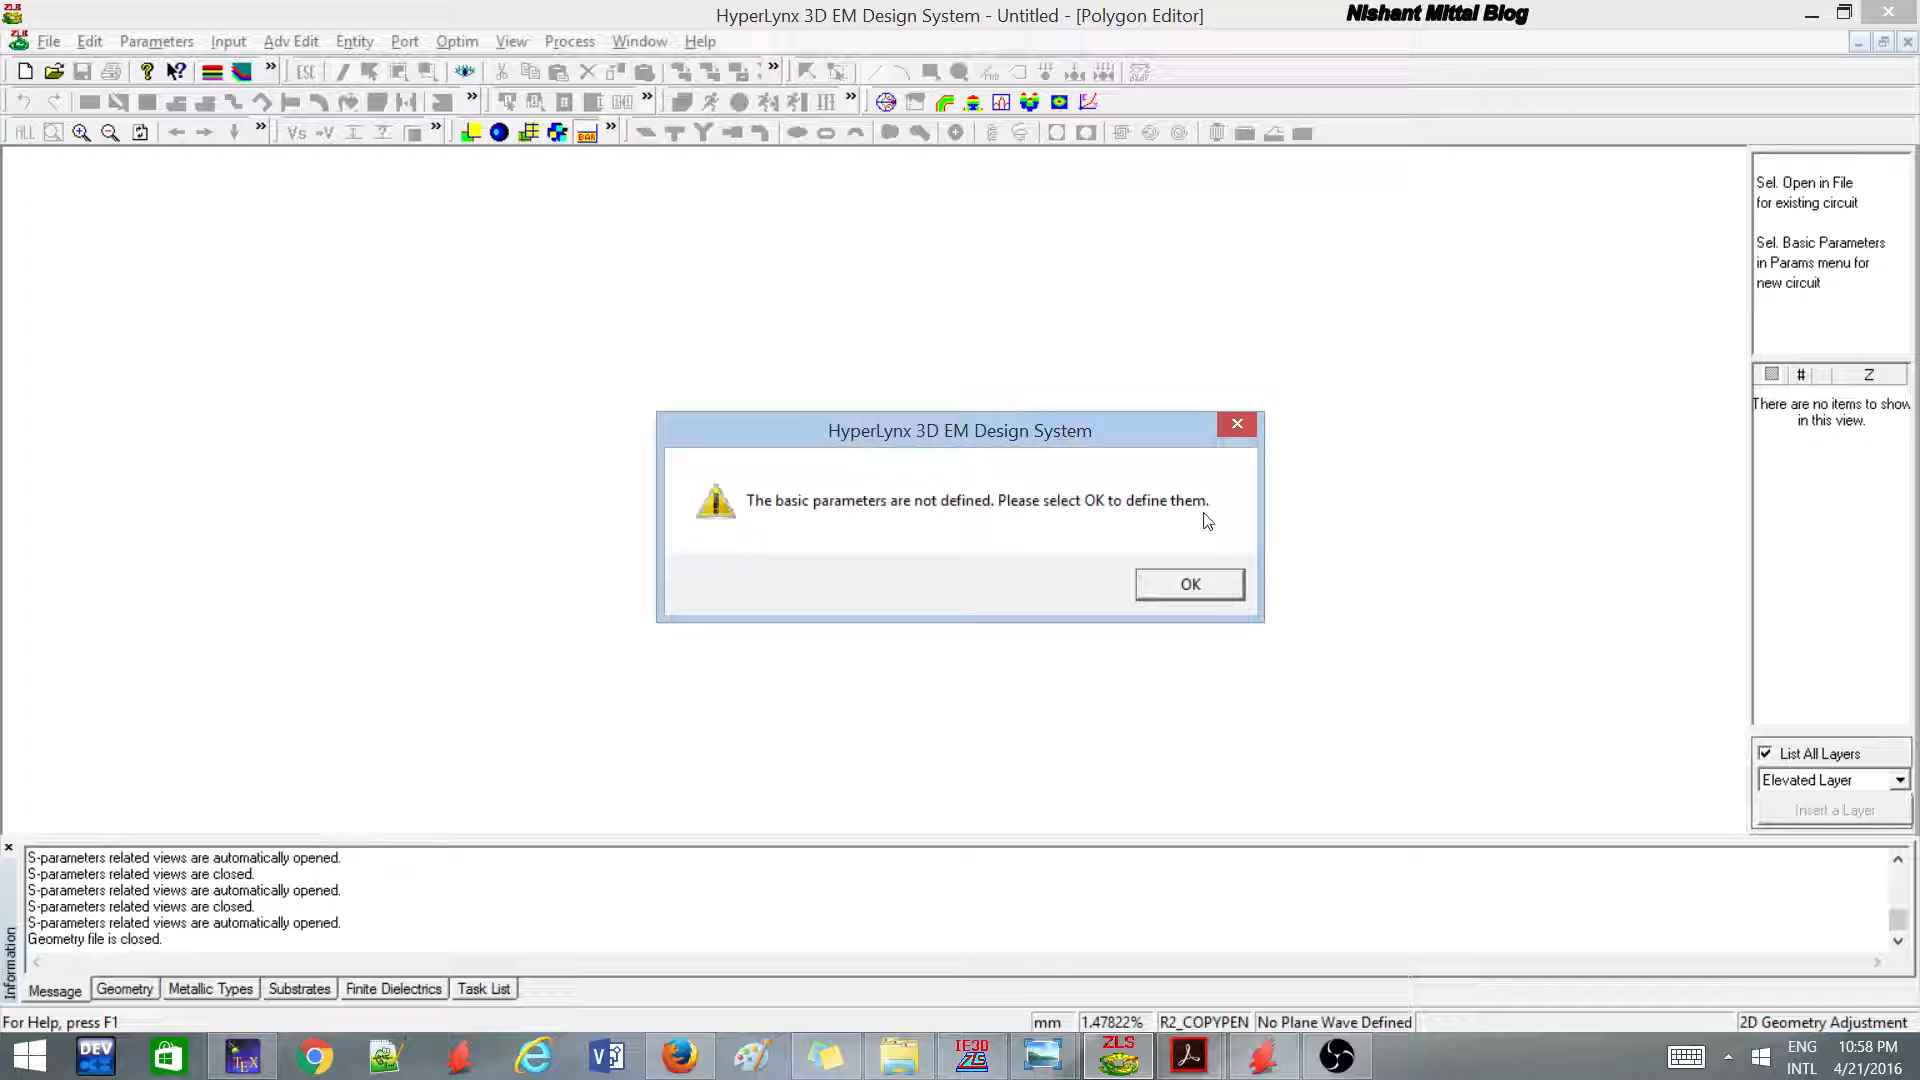 HyperLynx 3D EM Design System - Untitled - [Polygon Editor]
Nishant Mittal Blog
File Edit Parameters Input Adv Edit Entity Port Optim View Process Window Help
ESC
ALL
Vs
BAR
Sel. Open in File
for existing circuit
Sel. Basic Parameters
in Params menu for
new circuit
# Z
There are no items to show
in this view.
HyperLynx 3D EM Design System
The basic parameters are not defined. Please select OK to define them.
OK
List All Layers
Elevated Layer
Insert a Layer
S-parameters related views are automatically opened.
S-parameters related views are closed.
S-parameters related views are automatically opened.
S-parameters related views are closed.
S-parameters related views are automatically opened.
Geometry file is closed.
Information
Message Geometry Metallic Types Substrates Finite Dielectrics Task List
For Help, press F1
mm 1.47822% R2_COPYPEN No Plane Wave Defined 2D Geometry Adjustment
DEV
TEX
IE3D
ZLS
ENG
INTL
10:58 PM
4/21/2016